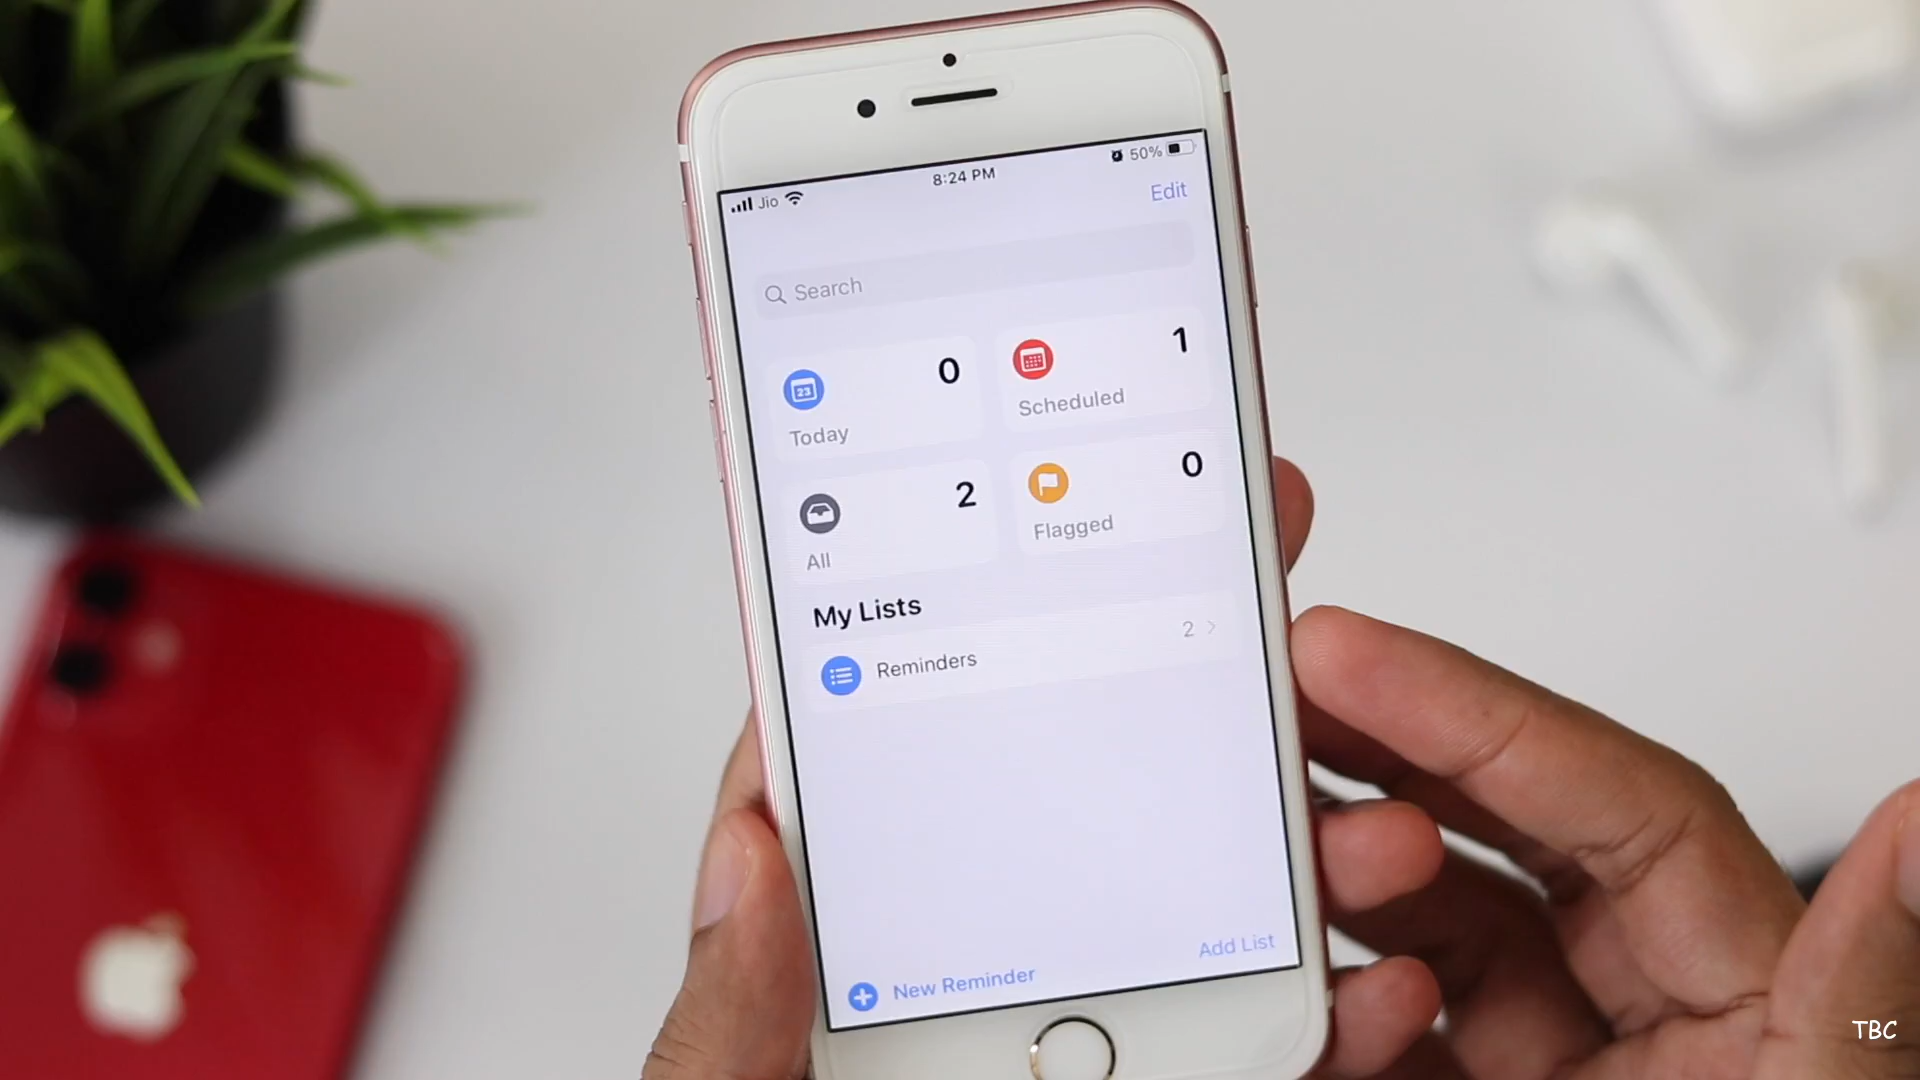 Jio 8:24 PM 50%
Edit
Search
23 0 1
Today Scheduled
2 0
All Flagged
My Lists
Reminders 2
New Reminder Add List
TBC